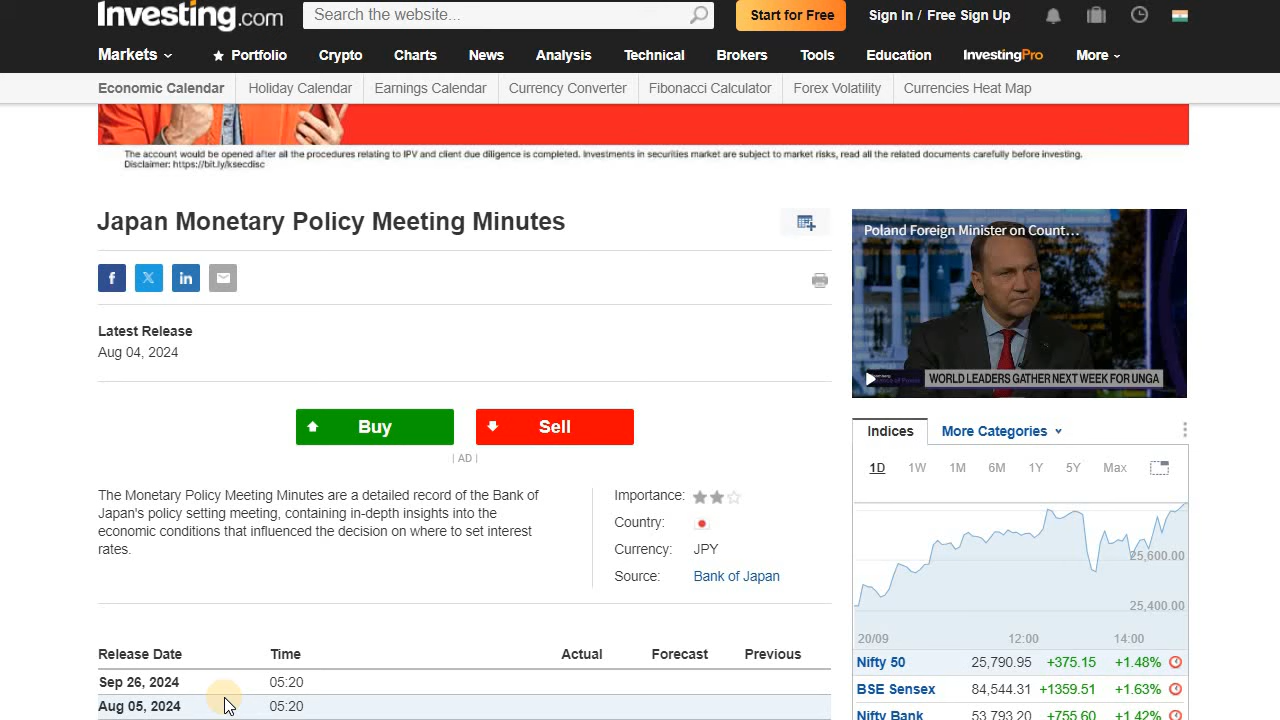 Investing.com
Search the website...
Start for Free
Sign In / Free Sign Up
Markets
Portfolio
Crypto
Charts
News
Analysis
Technical
Brokers
Tools
Education
InvestingPro
More
Economic Calendar
Holiday Calendar
Earnings Calendar
Currency Converter
Fibonacci Calculator
Forex Volatility
Currencies Heat Map
The account would be opened after all the procedures relating to IPV and client due diligence is completed. Investments in securities market are subject to market risks, read all the related documents carefully before investing.
Disclaimer: https://bit.ly/ksecdisc
Japan Monetary Policy Meeting Minutes
Latest Release
Aug 04, 2024
Buy
Sell
| AD |
The Monetary Policy Meeting Minutes are a detailed record of the Bank of
Japan's policy setting meeting, containing in-depth insights into the
economic conditions that influenced the decision on where to set interest
rates.
Importance:
Country:
Currency: JPY
Source: Bank of Japan
Release Date Time Actual Forecast Previous
Sep 26, 2024 05:20
Aug 05, 2024 05:20
Poland Foreign Minister on Count...
WORLD LEADERS GATHER NEXT WEEK FOR UNGA
Indices
More Categories
1D 1W 1M 6M 1Y 5Y Max
25,600.00
25,400.00
20/09 12:00 14:00
Nifty 50 25,790.95 +375.15 +1.48%
BSE Sensex 84,544.31 +1359.51 +1.63%
Nifty Bank 53,793.20 +755.60 +1.42%